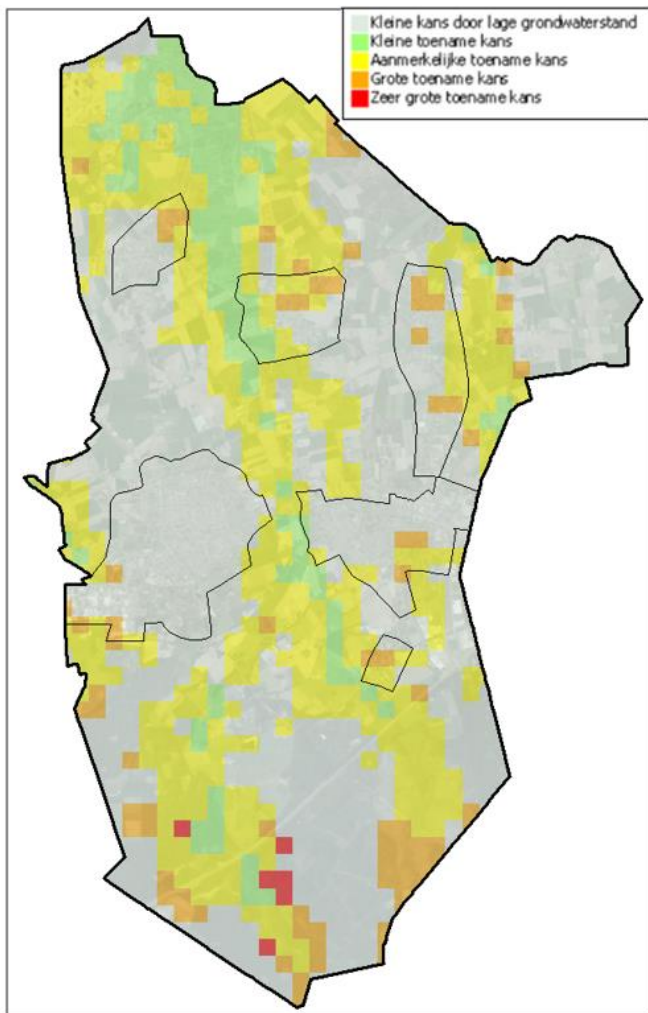 Kleine kans door lage grondwaterstand
Kleine toename kans
Aanmerkelijke toename kans
Grote toename kans
Zeer grote toename kans